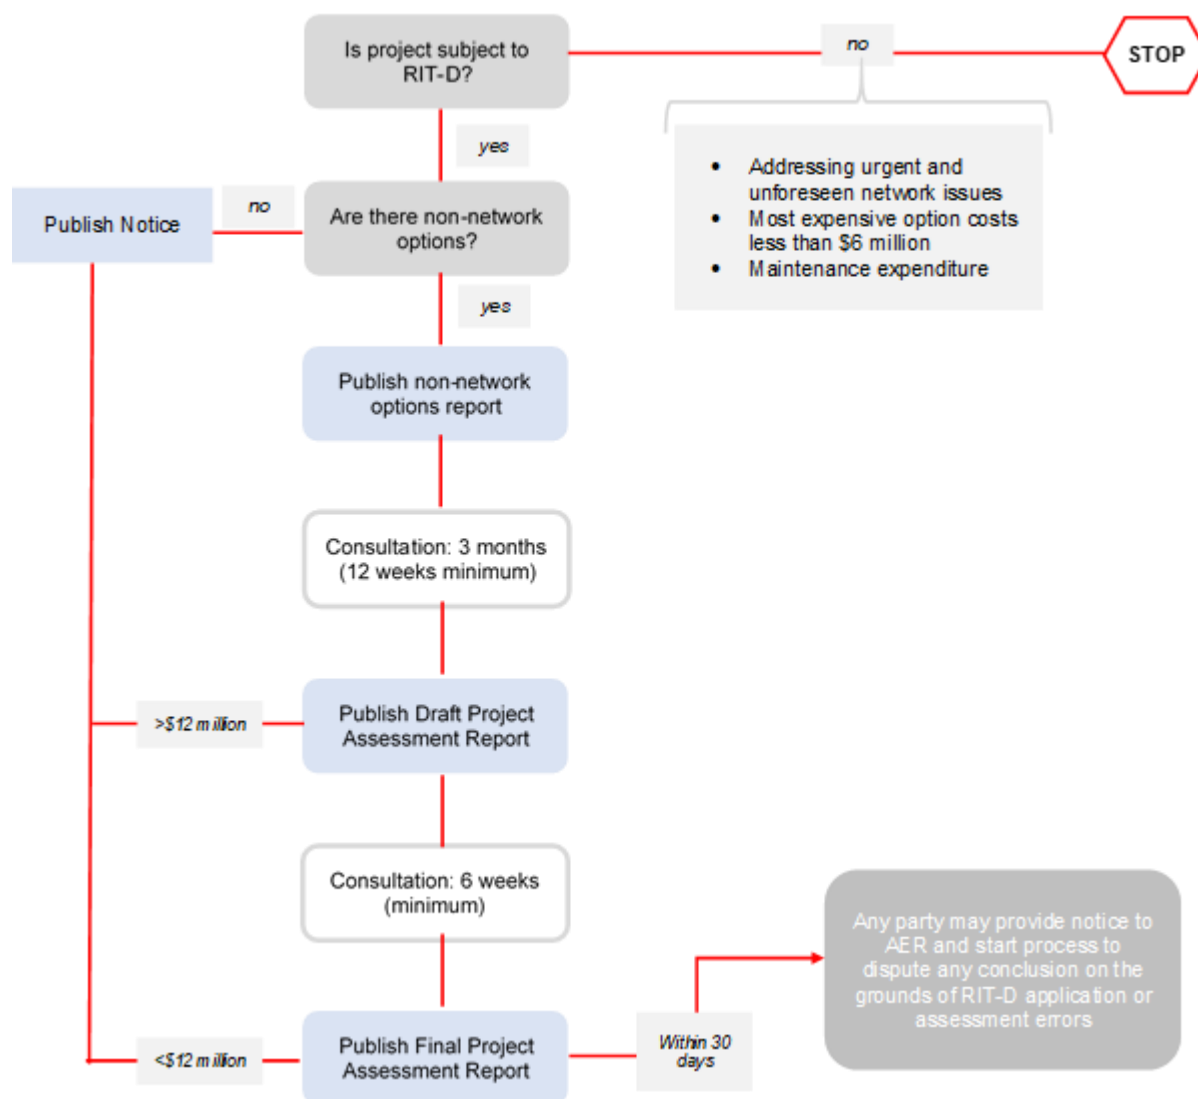 Is project subject to
RIT-D?
no
STOP
yes
• Addressing urgent and
unforeseen network issues
• Most expensive option costs
less than $6 million
• Maintenance expenditure
Publish Notice
no
Are there non-network
options?
yes
Publish non-network
options report
Consultation: 3 months
(12 weeks minimum)
>$12 million
Publish Draft Project
Assessment Report
Consultation: 6 weeks
(minimum)
Any party may provide notice to
AER and start process to
dispute any conclusion on the
grounds of RIT-D application or
assessment errors
<$12 million
Publish Final Project
Assessment Report
Within 30
days